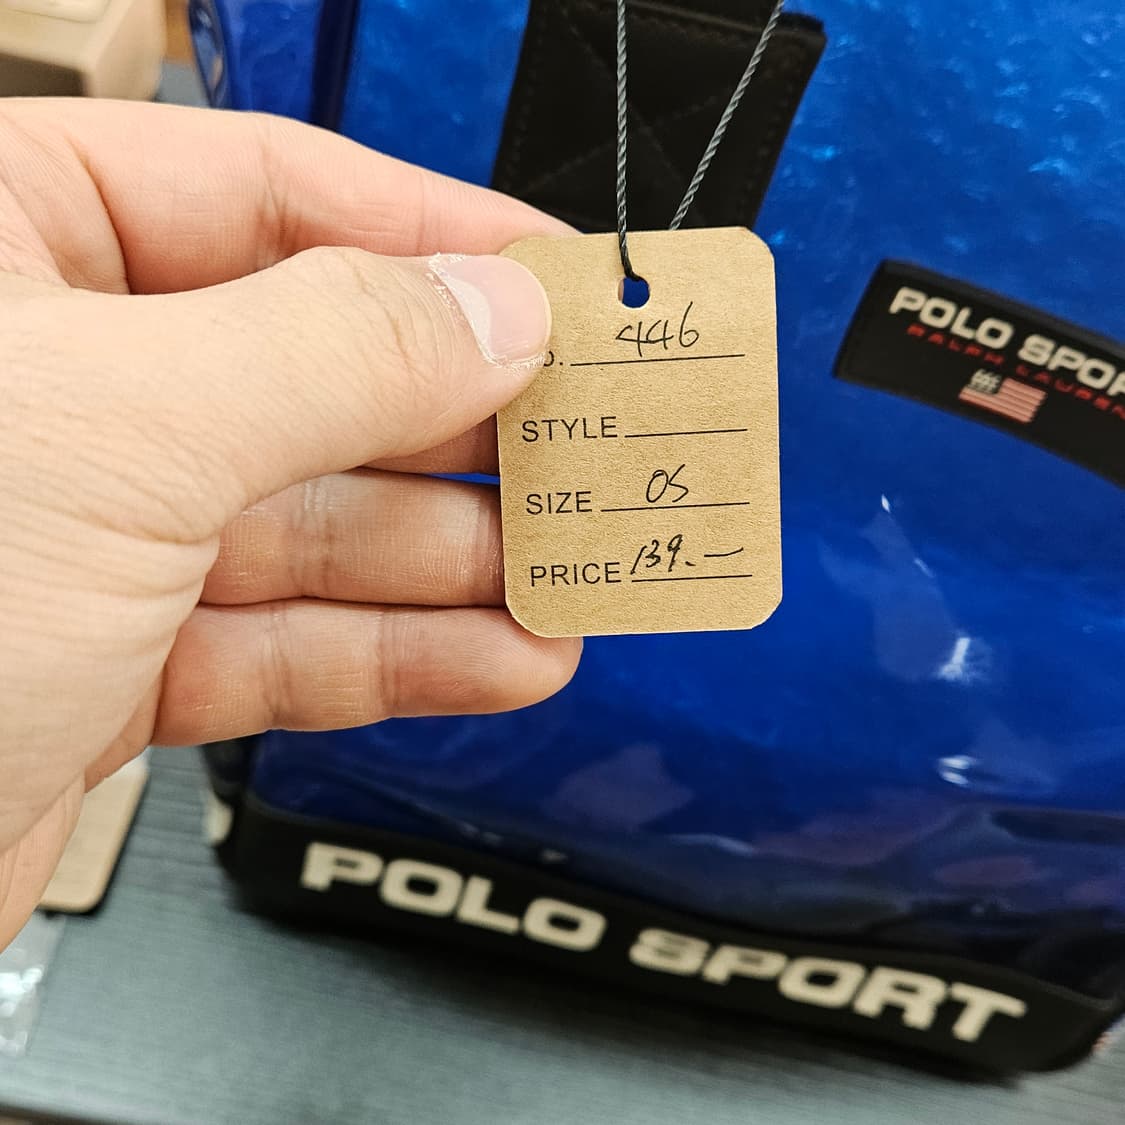 446
STYLE
SIZE OS
PRICE 139.—
POLO SPOR
RALPH LAUREN
POLO SPORT